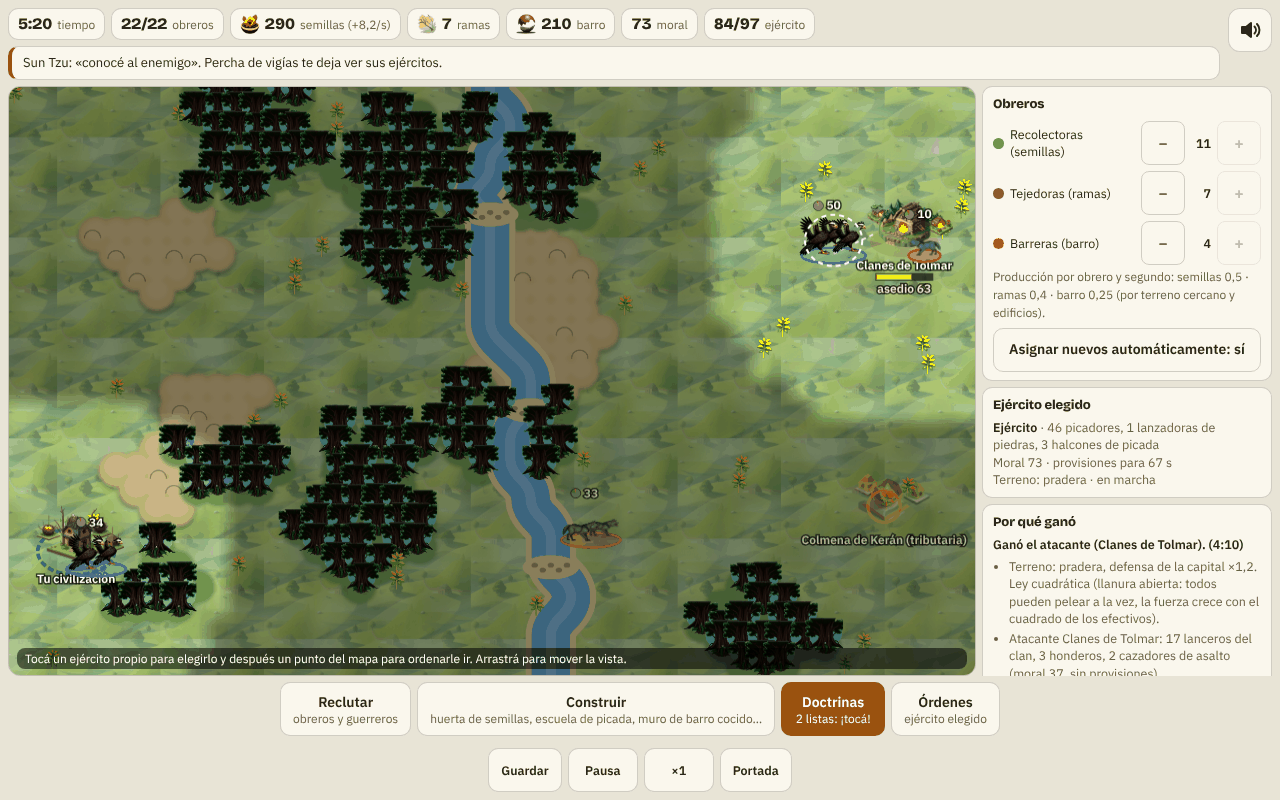 5:20 tiempo
22/22 obreros
290 semillas (+8,2/s)
7 ramas
210 barro
73 moral
84/97 ejército
Sun Tzu: «conocé al enemigo». Percha de vigías te deja ver sus ejércitos.
50
10
Clanes de Tolmar
asedio 63
33
Colmena de Kerán (tributaria)
34
Tu civilización
Tocá un ejército propio para elegirlo y después un punto del mapa para ordenarle ir. Arrastrá para mover la vista.
Obreros
Recolectoras (semillas)
− 11 +
Tejedoras (ramas)
− 7 +
Barreras (barro)
− 4 +
Producción por obrero y segundo: semillas 0,5 ·
ramas 0,4 · barro 0,25 (por terreno cercano y
edificios).
Asignar nuevos automáticamente: sí
Ejército elegido
Ejército · 46 picadores, 1 lanzadoras de
piedras, 3 halcones de picada
Moral 73 · provisiones para 67 s
Terreno: pradera · en marcha
Por qué ganó
Ganó el atacante (Clanes de Tolmar). (4:10)
• Terreno: pradera, defensa de la capital ×1,2.
Ley cuadrática (llanura abierta: todos
pueden pelear a la vez, la fuerza crece con el
cuadrado de los efectivos).
• Atacante Clanes de Tolmar: 17 lanceros del
clan, 3 honderos, 2 cazadores de asalto
(moral 37, sin provisiones)
Reclutar
obreros y guerreros
Construir
huerta de semillas, escuela de picada, muro de barro cocido...
Doctrinas
2 listas: ¡tocá!
Órdenes
ejército elegido
Guardar
Pausa
×1
Portada